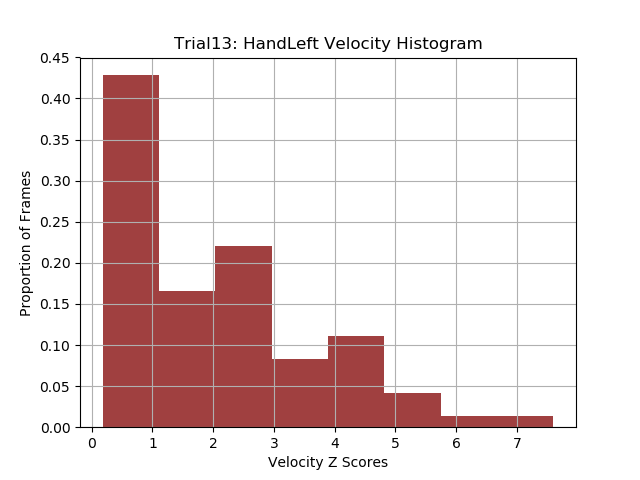 Trial13: HandLeft Velocity Histogram
0.45
0.40
0.35
0.30
0.25
0.20
0.15
0.10
0.05
0.00
Proportion of Frames
0 1 2 3 4 5 6 7
Velocity Z Scores